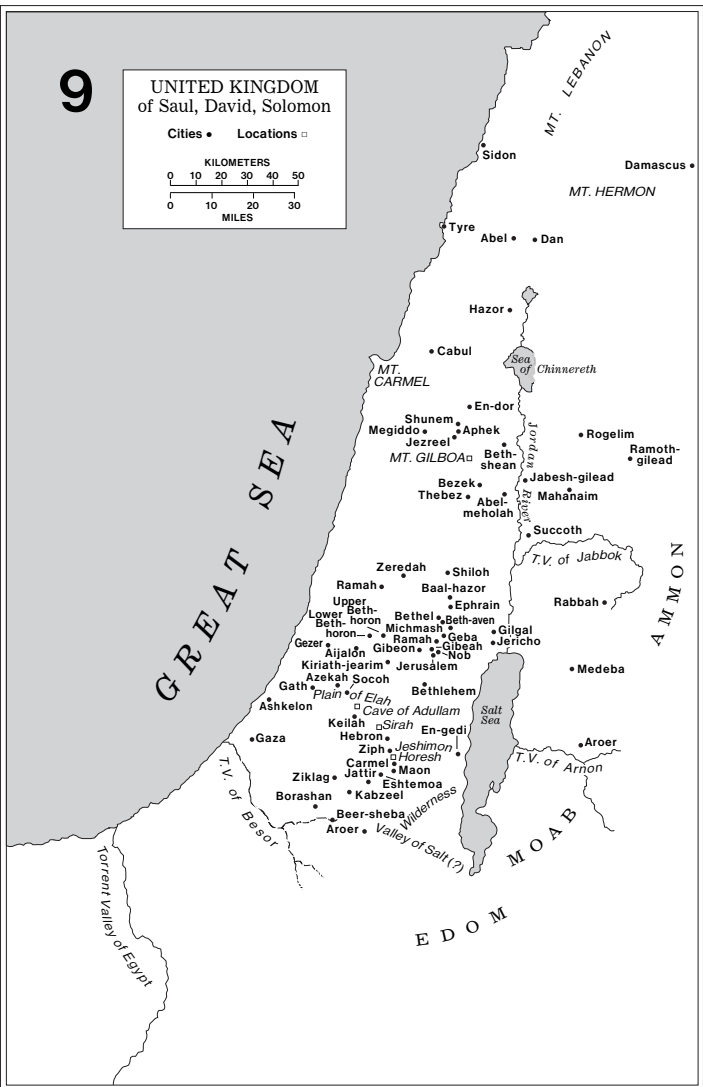 9
UNITED KINGDOM
of Saul, David, Solomon
Cities • Locations □
KILOMETERS
0 10 20 30 40 50
0 10 20 30
MILES
MT. LEBANON
Sidon
Damascus
MT. HERMON
Tyre
Abel
Dan
Hazor
Cabul
Sea
of Chinnereth
MT.
CARMEL
En-dor
Shunem
Megiddo
Aphek
Jezreel
Rogelim
Ramoth-
gilead
MT. GILBOA
Beth-
shean
Jordan River
Jabesh-gilead
Bezek
Mahanaim
Thebez
Abel-
meholah
Succoth
GREAT SEA
T.V. of Jabbok
AMMON
Zeredah
Shiloh
Ramah
Baal-hazor
Rabbah
Upper
Beth-
horon
Ephrain
Lower
Beth-
horon
Bethel
Beth-aven
Michmash
Gilgal
Ramah
Geba
Jericho
Gezer
Aijalon
Gibeon
Gibeah
Nob
Kiriath-jearim
Jerusalem
Medeba
Azekah
Socoh
Gath
Plain of Elah
Bethlehem
Ashkelon
Cave of Adullam
Salt
Sea
Keilah
Sirah
En-gedi
Gaza
Hebron
Aroer
Ziph
Jeshimon
Horesh
T.V. of Arnon
Carmel
Maon
Ziklag
Jattir
Eshtemoa
T.V. of Besor
Borashan
Kabzeel
Wilderness
Beer-sheba
Aroer
Valley of Salt (?)
MOAB
Torrent Valley of Egypt
EDOM